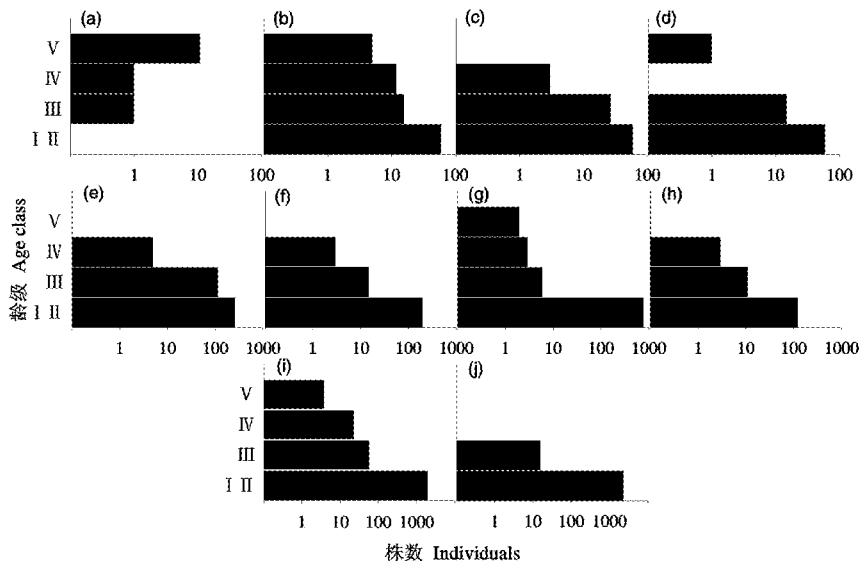 (a) (b) (c) (d)
V
IV
III
I II
1 10 100 1 10 100 1 10 100 1 10 100
(e) (f) (g) (h)
V
IV
III
I II
1 10 100 1000 1 10 100 1000 1 10 100 1000 1 10 100 1000
龄级 Age class
(i) (j)
V
IV
III
I II
1 10 100 1000 1 10 100 1000
株数 Individuals